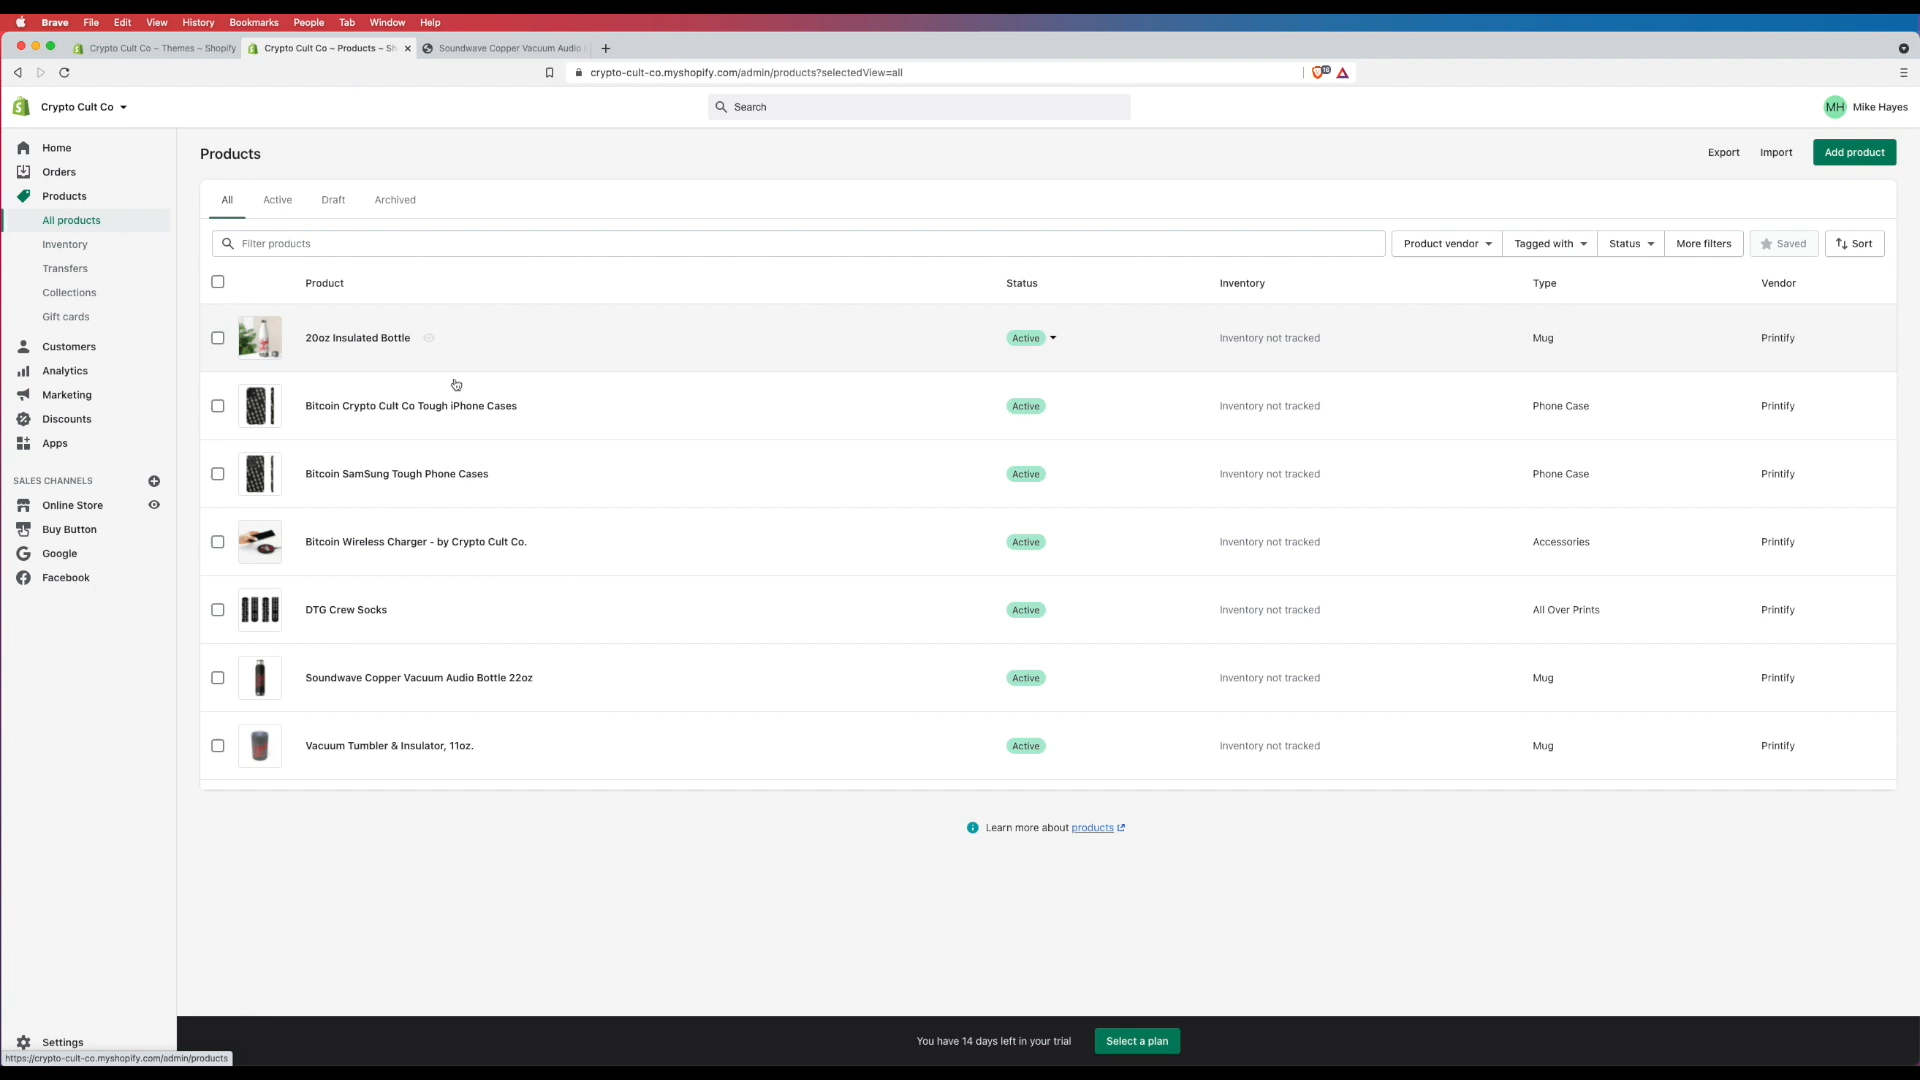 Brave File Edit View History Bookmarks People Tab Window Help
Crypto Cult Co ~ Themes ~ Shopify
Crypto Cult Co ~ Products ~ Sh
Soundwave Copper Vacuum Audio
crypto-cult-co.myshopify.com/admin/products?selectedView=all
Crypto Cult Co
Search
MH Mike Hayes
Home
Orders
Products
All products
Inventory
Transfers
Collections
Gift cards
Customers
Analytics
Marketing
Discounts
Apps
SALES CHANNELS
Online Store
Buy Button
Google
Facebook
Settings
https://crypto-cult-co.myshopify.com/admin/products
Products
Export Import Add product
All Active Draft Archived
Filter products Product vendor Tagged with Status More filters Saved Sort
Product Status Inventory Type Vendor
20oz Insulated Bottle Active Inventory not tracked Mug Printify
Bitcoin Crypto Cult Co Tough iPhone Cases Active Inventory not tracked Phone Case Printify
Bitcoin SamSung Tough Phone Cases Active Inventory not tracked Phone Case Printify
Bitcoin Wireless Charger - by Crypto Cult Co. Active Inventory not tracked Accessories Printify
DTG Crew Socks Active Inventory not tracked All Over Prints Printify
Soundwave Copper Vacuum Audio Bottle 22oz Active Inventory not tracked Mug Printify
Vacuum Tumbler & Insulator, 11oz. Active Inventory not tracked Mug Printify
Learn more about products
You have 14 days left in your trial Select a plan